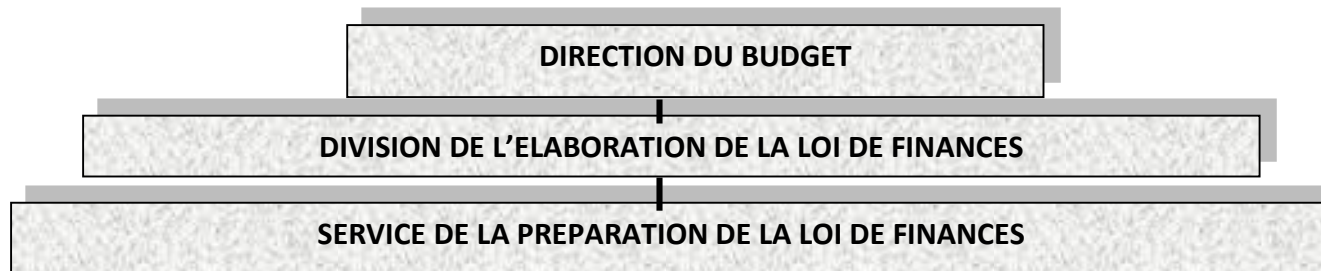 DIRECTION DU BUDGET
DIVISION DE L’ELABORATION DE LA LOI DE FINANCES
SERVICE DE LA PREPARATION DE LA LOI DE FINANCES